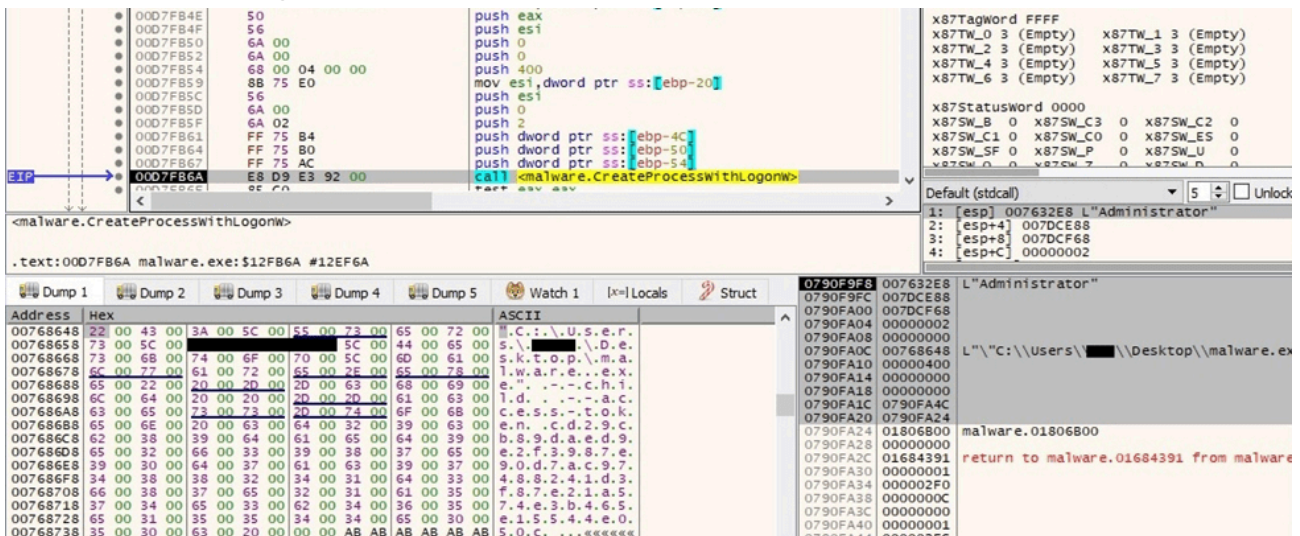 00D7FB4E 50 push eax
00D7FB4F 56 push esi
00D7FB50 6A 00 push 0
00D7FB52 6A 00 push 0
00D7FB54 68 00 04 00 00 push 400
00D7FB59 8B 75 E0 mov esi,dword ptr ss:[ebp-20]
00D7FB5C 56 push esi
00D7FB5D 6A 00 push 0
00D7FB5F 6A 02 push 2
00D7FB61 FF 75 B4 push dword ptr ss:[ebp-4C]
00D7FB64 FF 75 B0 push dword ptr ss:[ebp-50]
00D7FB67 FF 75 AC push dword ptr ss:[ebp-54]
EIP 00D7FB6A E8 D9 E3 92 00 call <malware.CreateProcessWithLogonW>
x87TagWord FFFF
x87TW_0 3 (Empty) x87TW_1 3 (Empty)
x87TW_2 3 (Empty) x87TW_3 3 (Empty)
x87TW_4 3 (Empty) x87TW_5 3 (Empty)
x87TW_6 3 (Empty) x87TW_7 3 (Empty)
x87StatusWord 0000
x87SW_B 0 x87SW_C3 0 x87SW_C2 0
x87SW_C1 0 x87SW_C0 0 x87SW_ES 0
x87SW_SF 0 x87SW_P 0 x87SW_U 0
Default (stdcall) 5 Unlock
1: [esp] 007632E8 L"Administrator"
2: [esp+4] 007DCE88
3: [esp+8] 007DCF68
4: [esp+C] 00000002
<malware.CreateProcessWithLogonW>
.text:00D7FB6A malware.exe:$12FB6A #12EF6A
Dump 1 Dump 2 Dump 3 Dump 4 Dump 5 Watch 1 [x=] Locals Struct
Address Hex ASCII
00768648 22 00 43 00 3A 00 5C 00 55 00 73 00 65 00 72 00 ".C.:.\.U.s.e.r.
00768658 73 00 5C 00 5C 00 44 00 65 00 s.\. \.D.e.
00768668 73 00 6B 00 74 00 6F 00 70 00 5C 00 6D 00 61 00 s.k.t.o.p.\.m.a.
00768678 6C 00 77 00 61 00 72 00 65 00 2E 00 65 00 78 00 l.w.a.r.e...e.x.
00768688 65 00 22 00 20 00 2D 00 2D 00 63 00 68 00 69 00 e.". .-.-.c.h.i.
00768698 6C 00 64 00 20 00 20 00 2D 00 2D 00 61 00 63 00 l.d. . .-.-.a.c.
007686A8 63 00 65 00 73 00 73 00 2D 00 74 00 6F 00 6B 00 c.e.s.s.-.t.o.k.
007686B8 65 00 6E 00 20 00 63 00 64 00 32 00 39 00 63 00 e.n. .c.d.2.9.c.
007686C8 62 00 38 00 39 00 64 00 61 00 65 00 64 00 39 00 b.8.9.d.a.e.d.9.
007686D8 65 00 32 00 66 00 33 00 39 00 38 00 37 00 65 00 e.2.f.3.9.8.7.e.
007686E8 39 00 30 00 64 00 37 00 61 00 63 00 39 00 37 00 9.0.d.7.a.c.9.7.
007686F8 34 00 38 00 38 00 32 00 34 00 31 00 64 00 33 00 4.8.8.2.4.1.d.3.
00768708 66 00 38 00 37 00 65 00 32 00 31 00 61 00 35 00 f.8.7.e.2.1.a.5.
00768718 37 00 34 00 65 00 33 00 62 00 34 00 36 00 35 00 7.4.e.3.b.4.6.5.
00768728 65 00 31 00 35 00 35 00 34 00 34 00 65 00 30 00 e.1.5.5.4.4.e.0.
00768738 35 00 30 00 63 00 20 00 00 00 AB AB AB AB AB AB 5.0.c. ...««««««
0790F9F8 007632E8 L"Administrator"
0790F9FC 007DCE88
0790FA00 007DCF68
0790FA04 00000002
0790FA08 00000000
0790FA0C 00768648 L"\"C:\\Users\\ \\Desktop\\malware.ex
0790FA10 00000400
0790FA14 00000000
0790FA18 00000000
0790FA1C 0790FA4C
0790FA20 0790FA24
0790FA24 01806B00 malware.01806B00
0790FA28 00000000
0790FA2C 01684391 return to malware.01684391 from malware
0790FA30 00000001
0790FA34 000002F0
0790FA38 0000000C
0790FA3C 00000000
0790FA40 00000001